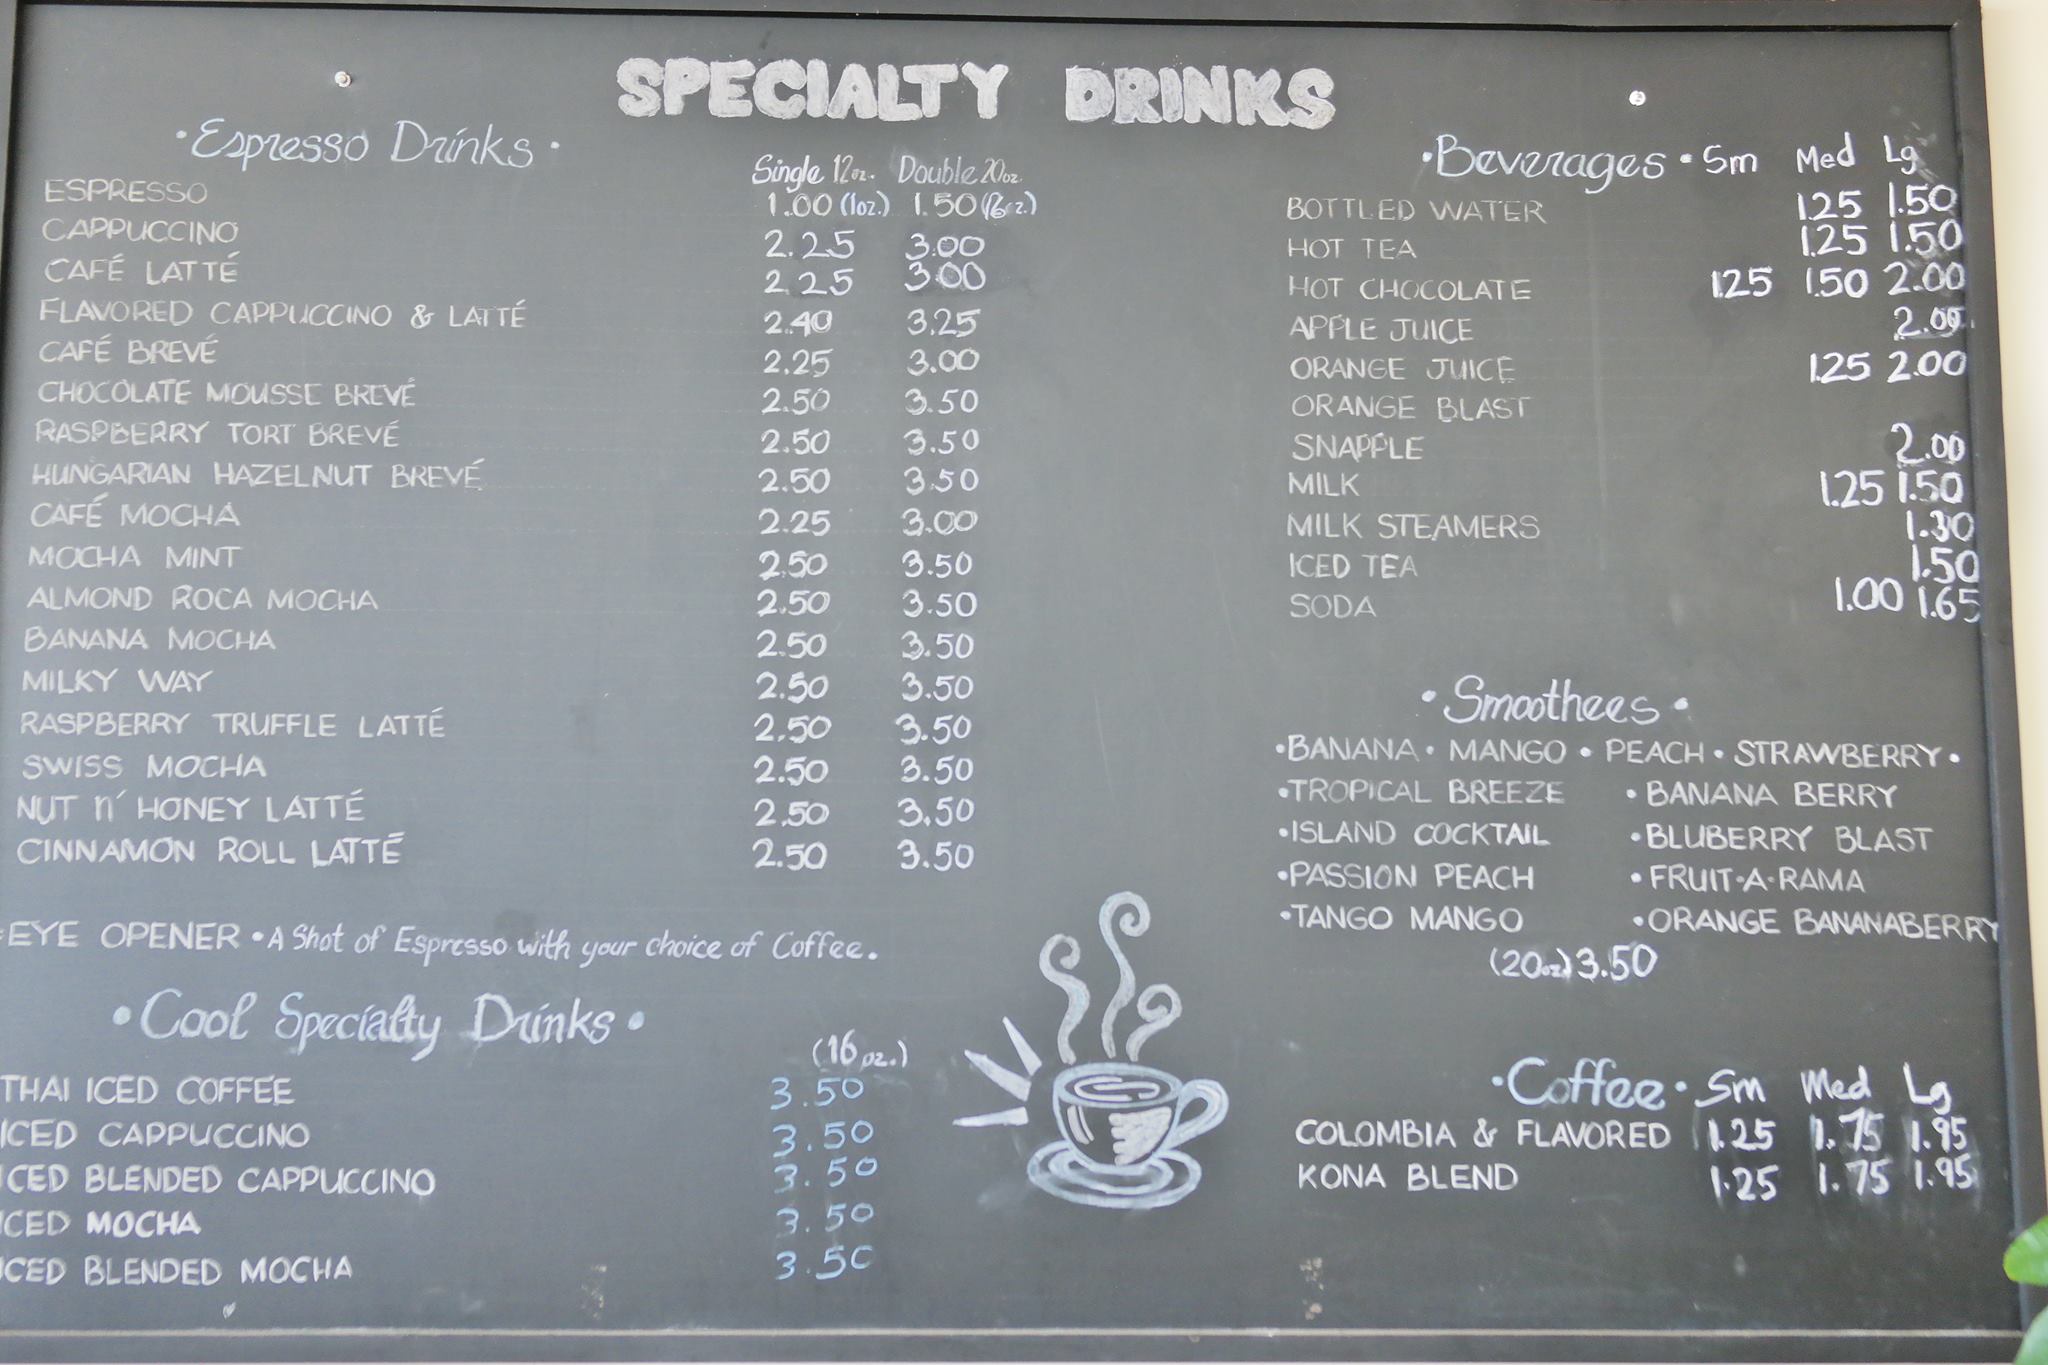 SPECIALTY DRINKS
• Espresso Drinks •
Single 12oz. Double 20oz.
ESPRESSO 1.00 (1oz.) 1.50
CAPPUCCINO 2.25 3.00
CAFÉ LATTÉ 2.25 3.00
FLAVORED CAPPUCCINO & LATTÉ 2.40 3.25
CAFÉ BREVÉ 2.25 3.00
CHOCOLATE MOUSSE BREVÉ 2.50 3.50
RASPBERRY TORT BREVÉ 2.50 3.50
HUNGARIAN HAZELNUT BREVÉ 2.50 3.50
CAFÉ MOCHA 2.25 3.00
MOCHA MINT 2.50 3.50
ALMOND ROCA MOCHA 2.50 3.50
BANANA MOCHA 2.50 3.50
MILKY WAY 2.50 3.50
RASPBERRY TRUFFLE LATTÉ 2.50 3.50
SWISS MOCHA 2.50 3.50
NUT n' HONEY LATTÉ 2.50 3.50
CINNAMON ROLL LATTÉ 2.50 3.50
• EYE OPENER • A Shot of Espresso with your choice of Coffee.
• Cool Specialty Drinks •
(16 oz.)
THAI ICED COFFEE 3.50
ICED CAPPUCCINO 3.50
ICED BLENDED CAPPUCCINO 3.50
ICED MOCHA 3.50
ICED BLENDED MOCHA 3.50
• Beverages • Sm Med Lg
BOTTLED WATER 1.25 1.50
HOT TEA 1.25 1.50
HOT CHOCOLATE 1.25 1.50 2.00
APPLE JUICE 2.00
ORANGE JUICE 1.25 2.00
ORANGE BLAST
SNAPPLE 2.00
MILK 1.25 1.50
MILK STEAMERS 1.30
ICED TEA 1.50
SODA 1.00 1.65
• Smoothees •
• BANANA • MANGO • PEACH • STRAWBERRY •
• TROPICAL BREEZE • BANANA BERRY
• ISLAND COCKTAIL • BLUBERRY BLAST
• PASSION PEACH • FRUIT-A-RAMA
• TANGO MANGO • ORANGE BANANABERRY
(20oz.) 3.50
• Coffee • Sm Med Lg
COLOMBIA & FLAVORED 1.25 1.75 1.95
KONA BLEND 1.25 1.75 1.95